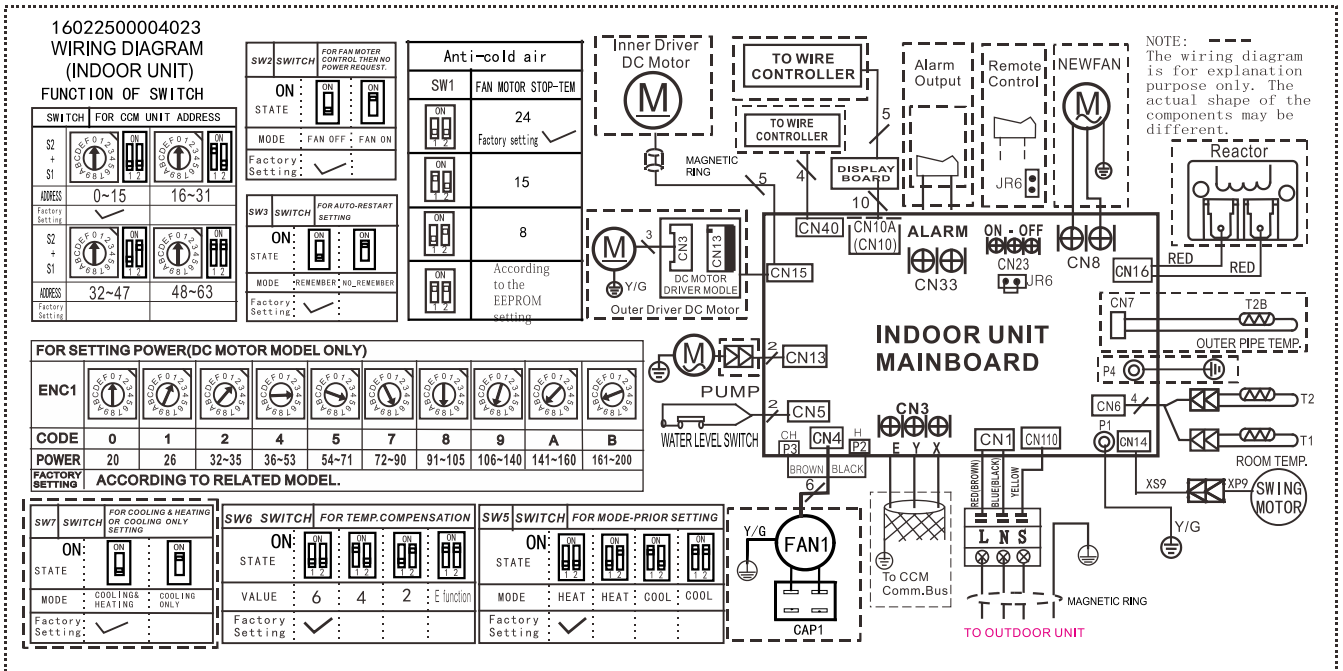 16022500004023
WIRING DIAGRAM
(INDOOR UNIT)
FUNCTION OF SWITCH
SWITCH FOR CCM UNIT ADDRESS
S2 + S1
ADDRESS 0~15 16~31
Factory Setting
S2 + S1
ADDRESS 32~47 48~63
Factory Setting
SW2 SWITCH FOR FAN MOTER CONTROL THEN NO POWER REQUEST.
ON
STATE
MODE FAN OFF FAN ON
Factory Setting
SW3 SWITCH FOR AUTO-RESTART SETTING
ON
STATE
MODE REMEMBER NO_REMEMBER
Factory Setting
Anti-cold air
SW1 FAN MOTOR STOP-TEM
24
Factory setting
15
8
According
to the
EEPROM
setting
Inner Driver
DC Motor
M
MAGNETIC
RING
5
TO WIRE
CONTROLLER
5
TO WIRE
CONTROLLER
4
DISPLAY
BOARD
10
Alarm
Output
Remote
Control
JR6
NEWFAN
M
NOTE:
The wiring diagram
is for explanation
purpose only. The
actual shape of the
components may be
different.
Reactor
RED
RED
M
3
CN3
CN13
DC MOTOR
DRIVER MODLE
Y/G
Outer Driver DC Motor
CN15
CN40
CN10A
(CN10)
ALARM
CN33
ON - OFF
CN23
JR6
CN8
CN16
CN7
T2B
OUTER PIPE TEMP.
P4
INDOOR UNIT
MAINBOARD
M
2
CN13
PUMP
2
CN5
WATER LEVEL SWITCH
CH
P3
CN4
H
P2
BROWN
BLACK
6
CN3
E Y X
CN1
CN110
CN6
4
T2
T1
P1
CN14
ROOM TEMP.
XS9
XP9
SWING
MOTOR
Y/G
FOR SETTING POWER(DC MOTOR MODEL ONLY)
ENC1
CODE 0 1 2 4 5 7 8 9 A B
POWER 20 26 32~35 36~53 54~71 72~90 91~105 106~140 141~160 161~200
FACTORY SETTING ACCORDING TO RELATED MODEL.
SW7 SWITCH FOR COOLING & HEATING OR COOLING ONLY SETTING
ON
STATE
MODE COOLING& HEATING COOLING ONLY
Factory Setting
SW6 SWITCH FOR TEMP.COMPENSATION
ON
STATE
VALUE 6 4 2 E function
Factory Setting
SW5 SWITCH FOR MODE-PRIOR SETTING
ON
STATE
MODE HEAT HEAT COOL COOL
Factory Setting
Y/G
FAN1
CAP1
To CCM
Comm.Bus
RED(BROWN)
BLUE(BLACK)
YELLOW
L N S
MAGNETIC RING
TO OUTDOOR UNIT